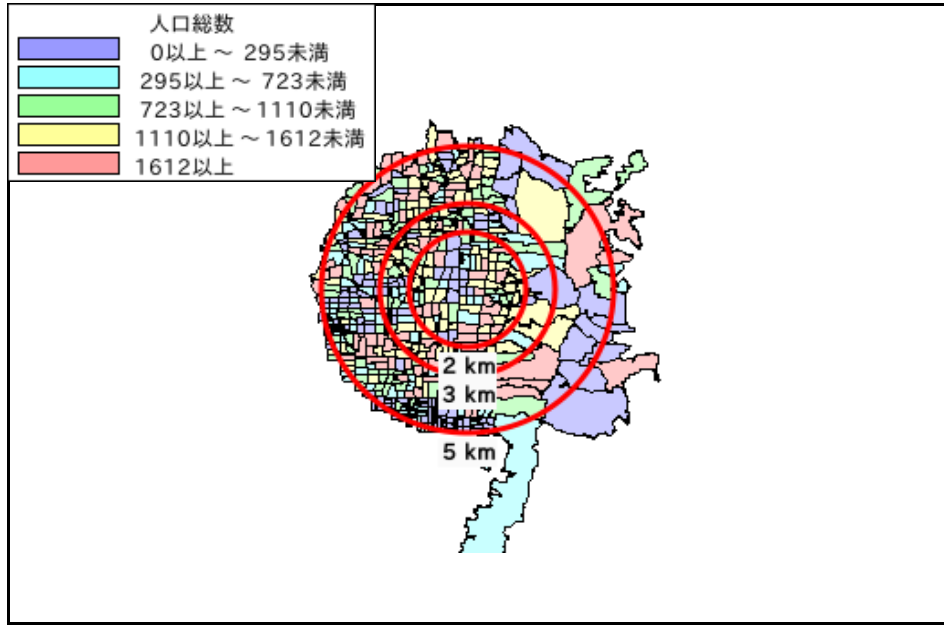 人口総数
0以上 ~ 295未満
295以上 ~ 723未満
723以上 ~ 1110未満
1110以上 ~ 1612未満
1612以上
2 km
3 km
5 km